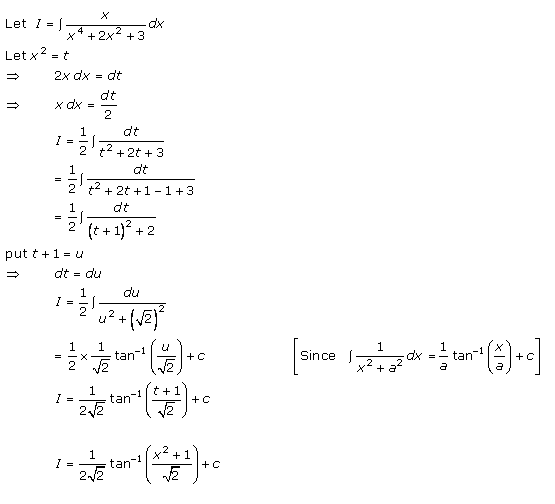 Let I = ∫ x/(x⁴ + 2x² + 3) dx
Let x² = t
⇒ 2x dx = dt
⇒ x dx = dt/2
I = 1/2 ∫ dt/(t² + 2t + 3)
= 1/2 ∫ dt/(t² + 2t + 1 − 1 + 3)
= 1/2 ∫ dt/((t + 1)² + 2)
put t + 1 = u
⇒ dt = du
I = 1/2 ∫ du/(u² + (√2)²)
= 1/2 × 1/√2 tan⁻¹(u/√2) + c [Since ∫ 1/(x² + a²) dx = 1/a tan⁻¹(x/a) + c]
I = 1/(2√2) tan⁻¹((t + 1)/√2) + c
I = 1/(2√2) tan⁻¹((x² + 1)/√2) + c